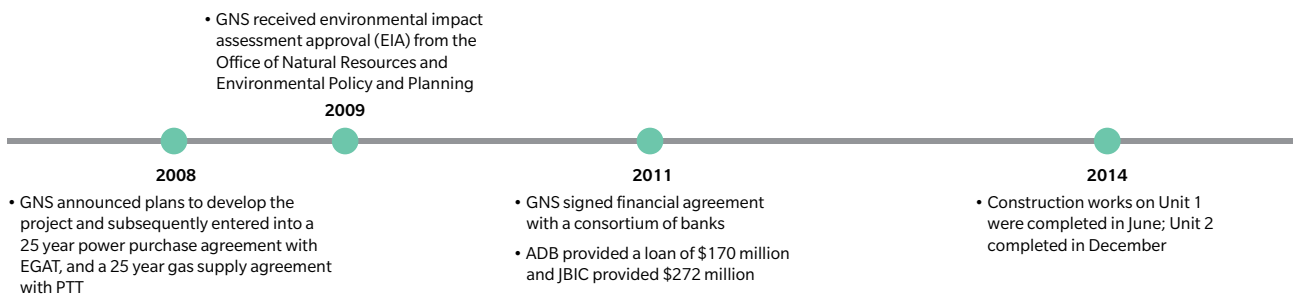 • GNS received environmental impact
assessment approval (EIA) from the
Office of Natural Resources and
Environmental Policy and Planning
2009
2008
• GNS announced plans to develop the
project and subsequently entered into a
25 year power purchase agreement with
EGAT, and a 25 year gas supply agreement
with PTT
2011
• GNS signed financial agreement
with a consortium of banks
• ADB provided a loan of $170 million
and JBIC provided $272 million
2014
• Construction works on Unit 1
were completed in June; Unit 2
completed in December